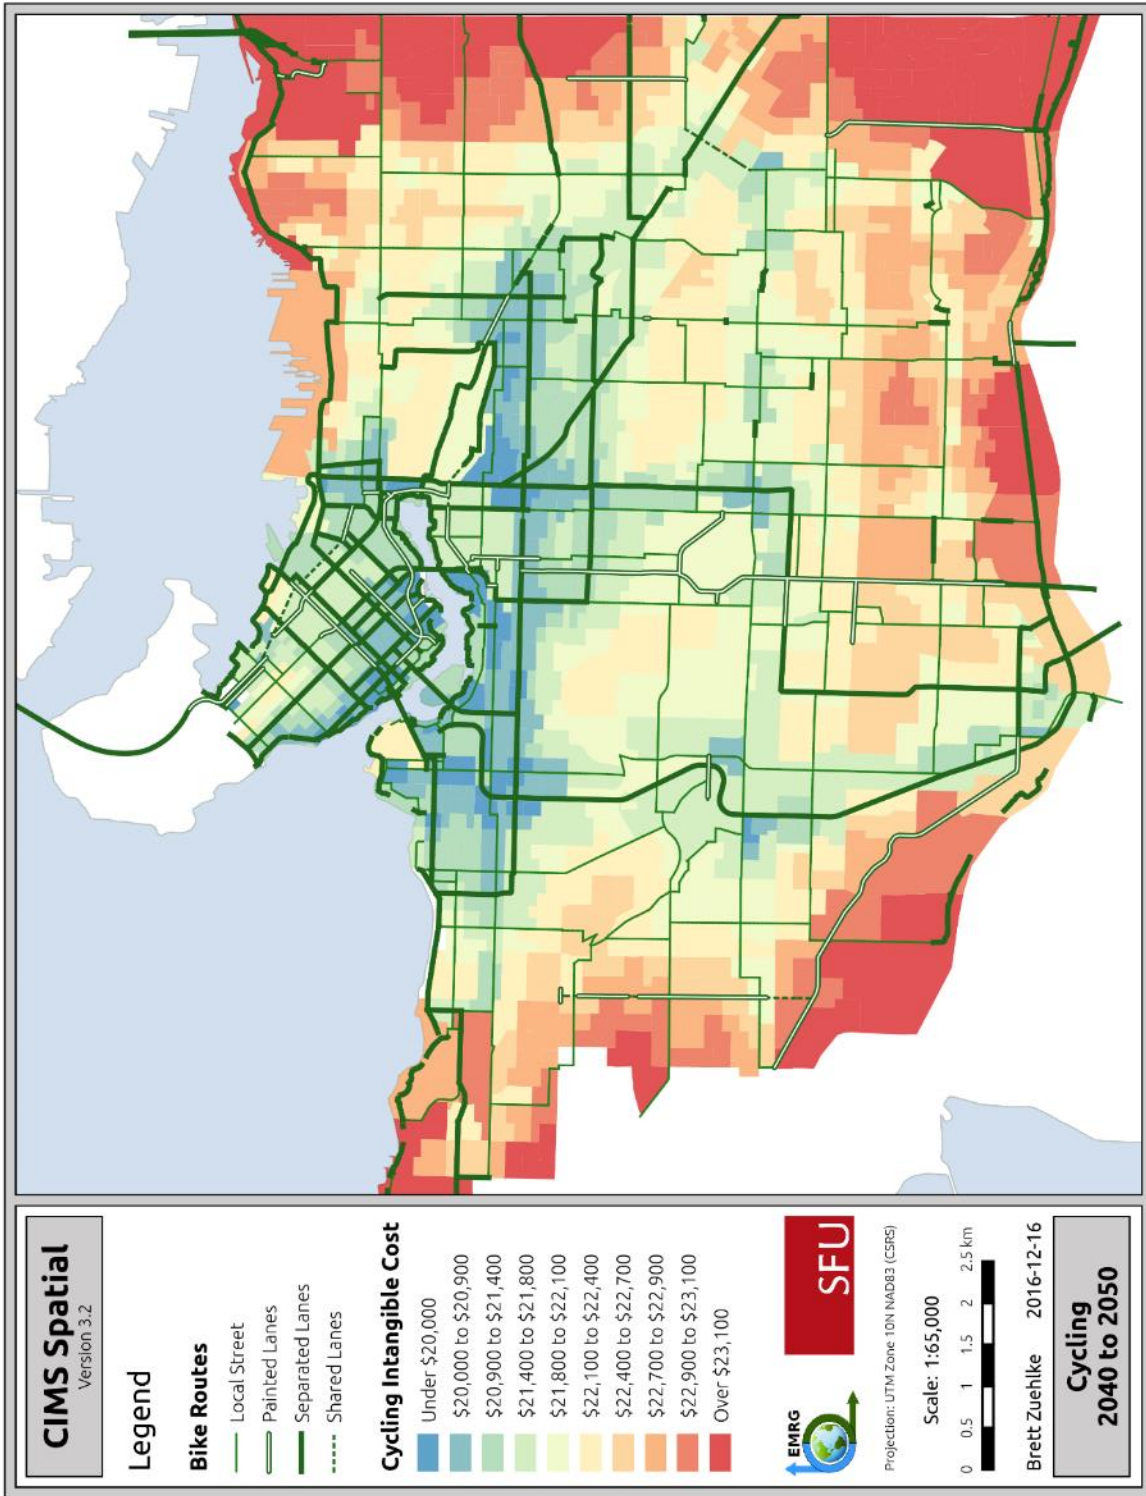 CIMS Spatial
Version 3.2
Legend
Bike Routes
Local Street
Painted Lanes
Separated Lanes
Shared Lanes
Cycling Intangible Cost
Under $20,000
$20,000 to $20,900
$20,900 to $21,400
$21,400 to $21,800
$21,800 to $22,100
$22,100 to $22,400
$22,400 to $22,700
$22,700 to $22,900
$22,900 to $23,100
Over $23,100
EMRG
SFU
Projection: UTM Zone 10N NAD83 (CSRS)
Scale: 1:65,000
0 0.5 1 1.5 2 2.5 km
Brett Zuehlke 2016-12-16
Cycling
2040 to 2050